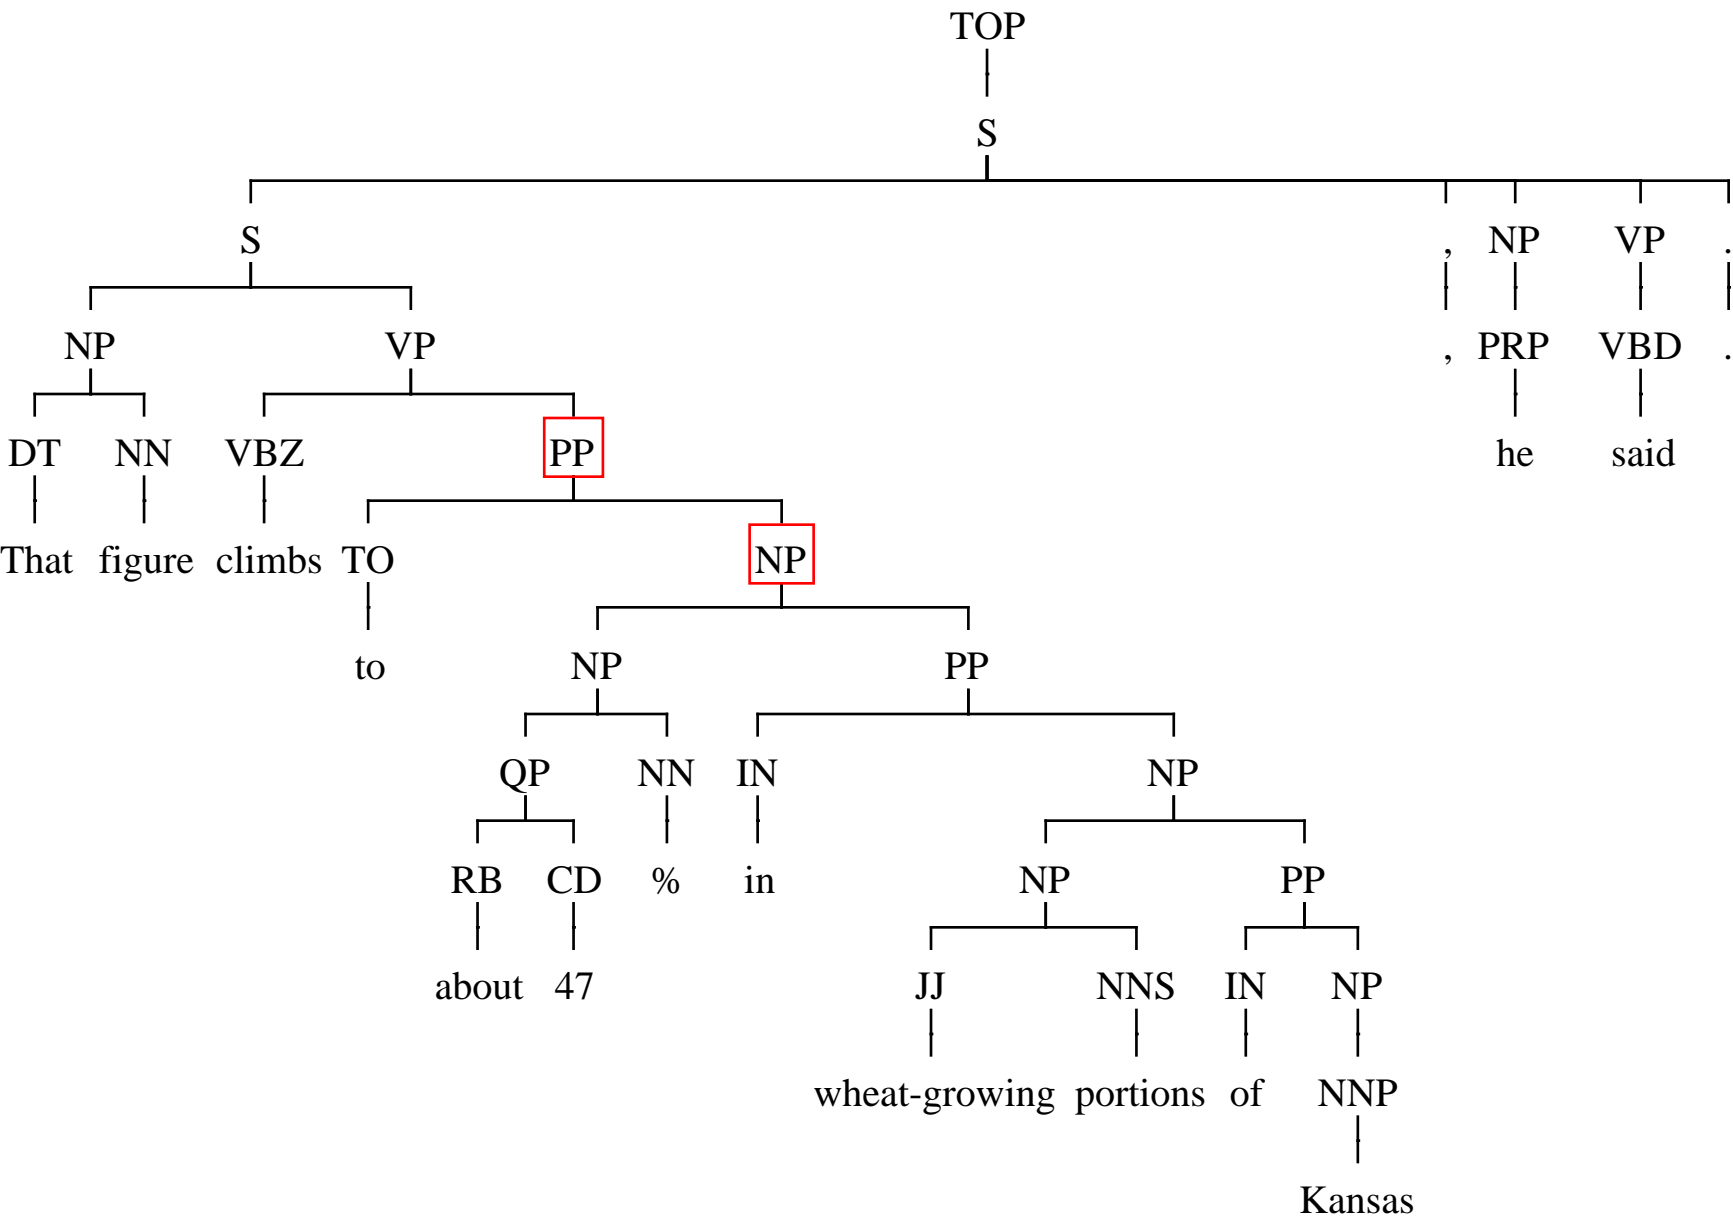 TOP
S
S , NP VP .
NP VP , PRP VBD .
DT NN VBZ PP he said
That figure climbs TO NP
to NP PP
QP NN IN NP
RB CD % in NP PP
about 47 JJ NNS IN NP
wheat-growing portions of NNP
Kansas